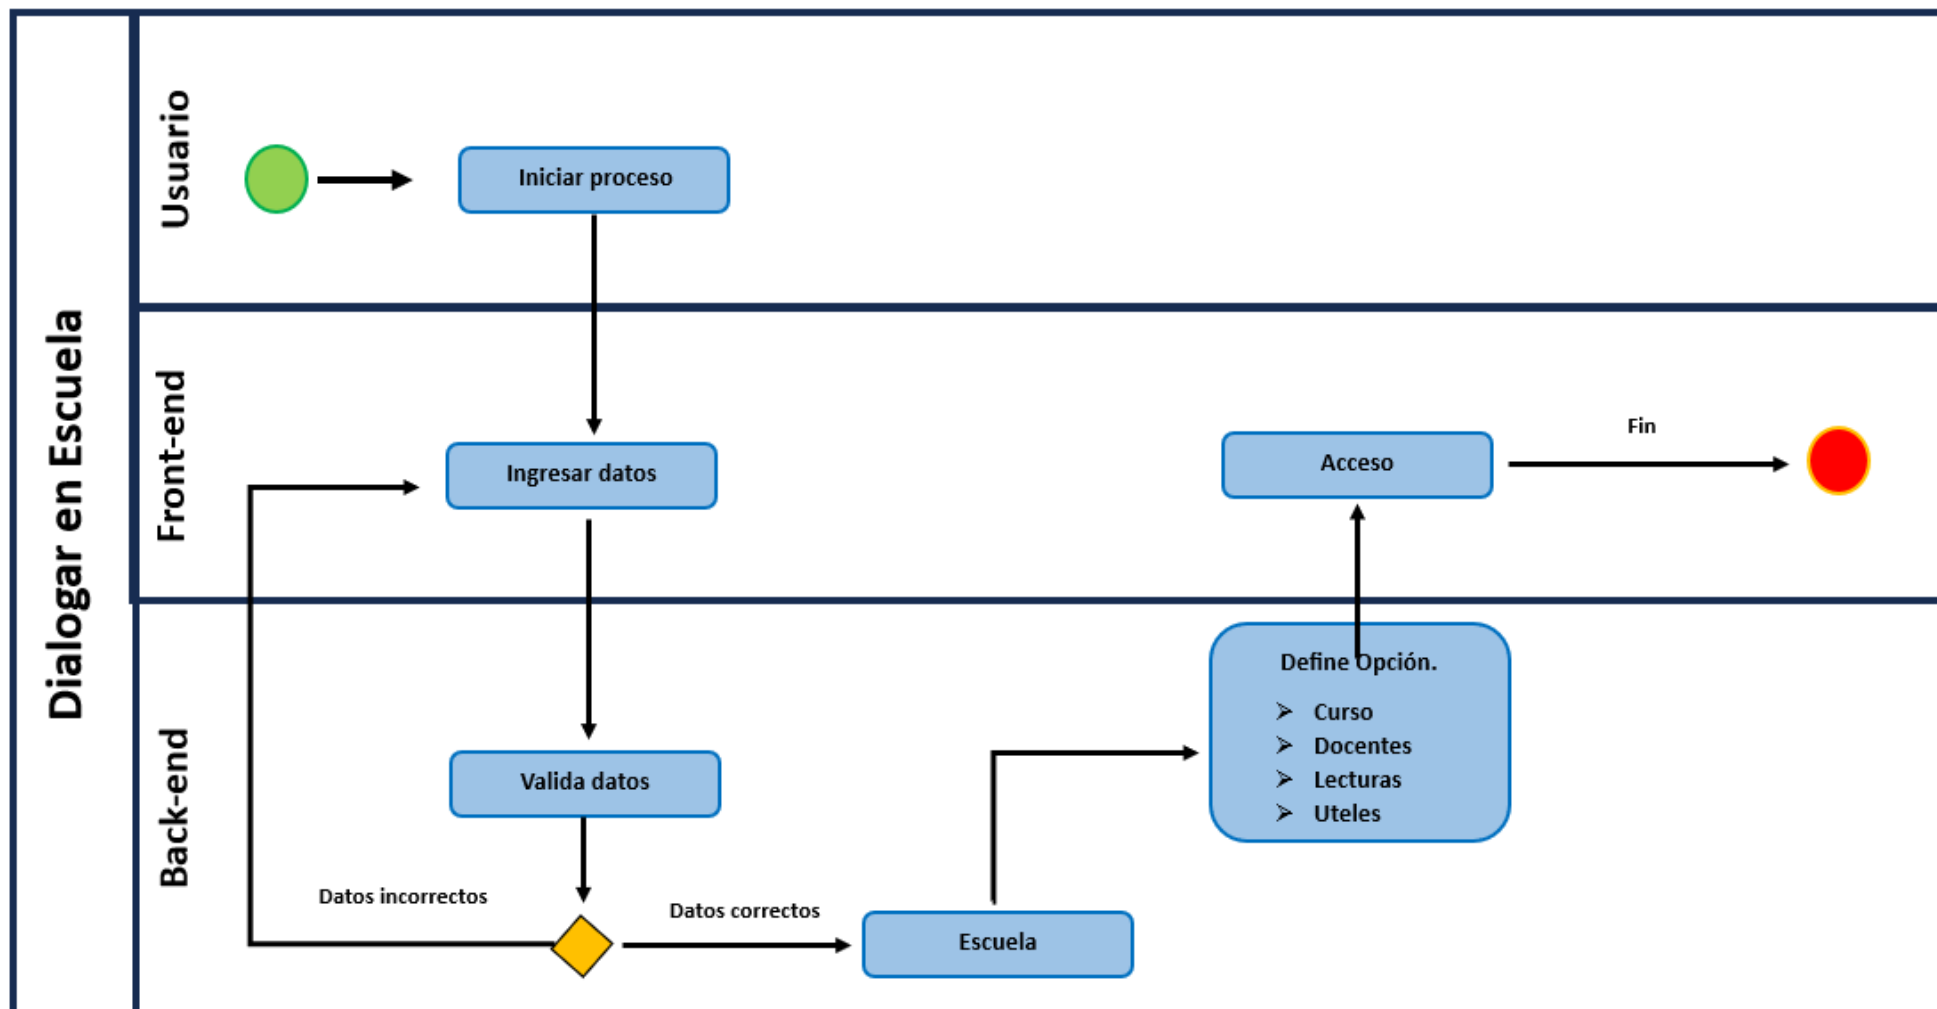 Dialogar en Escuela
Usuario
Iniciar proceso
Front-end
Ingresar datos
Acceso
Fin
Back-end
Valida datos
Datos incorrectos
Datos correctos
Escuela
Define Opción.
➢ Curso
➢ Docentes
➢ Lecturas
➢ Uteles